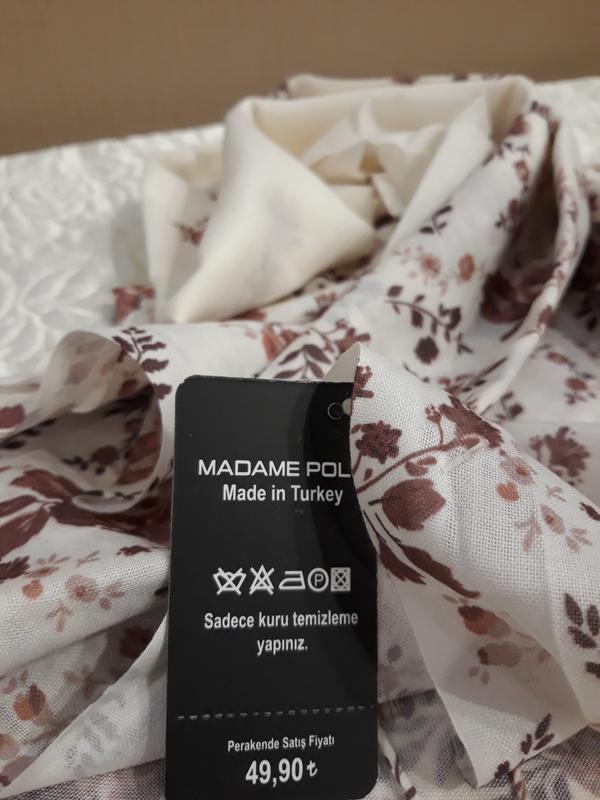 MADAME POL
Made in Turkey
P
Sadece kuru temizleme
yapınız.
Perakende Satış Fiyatı
49,90 ₺